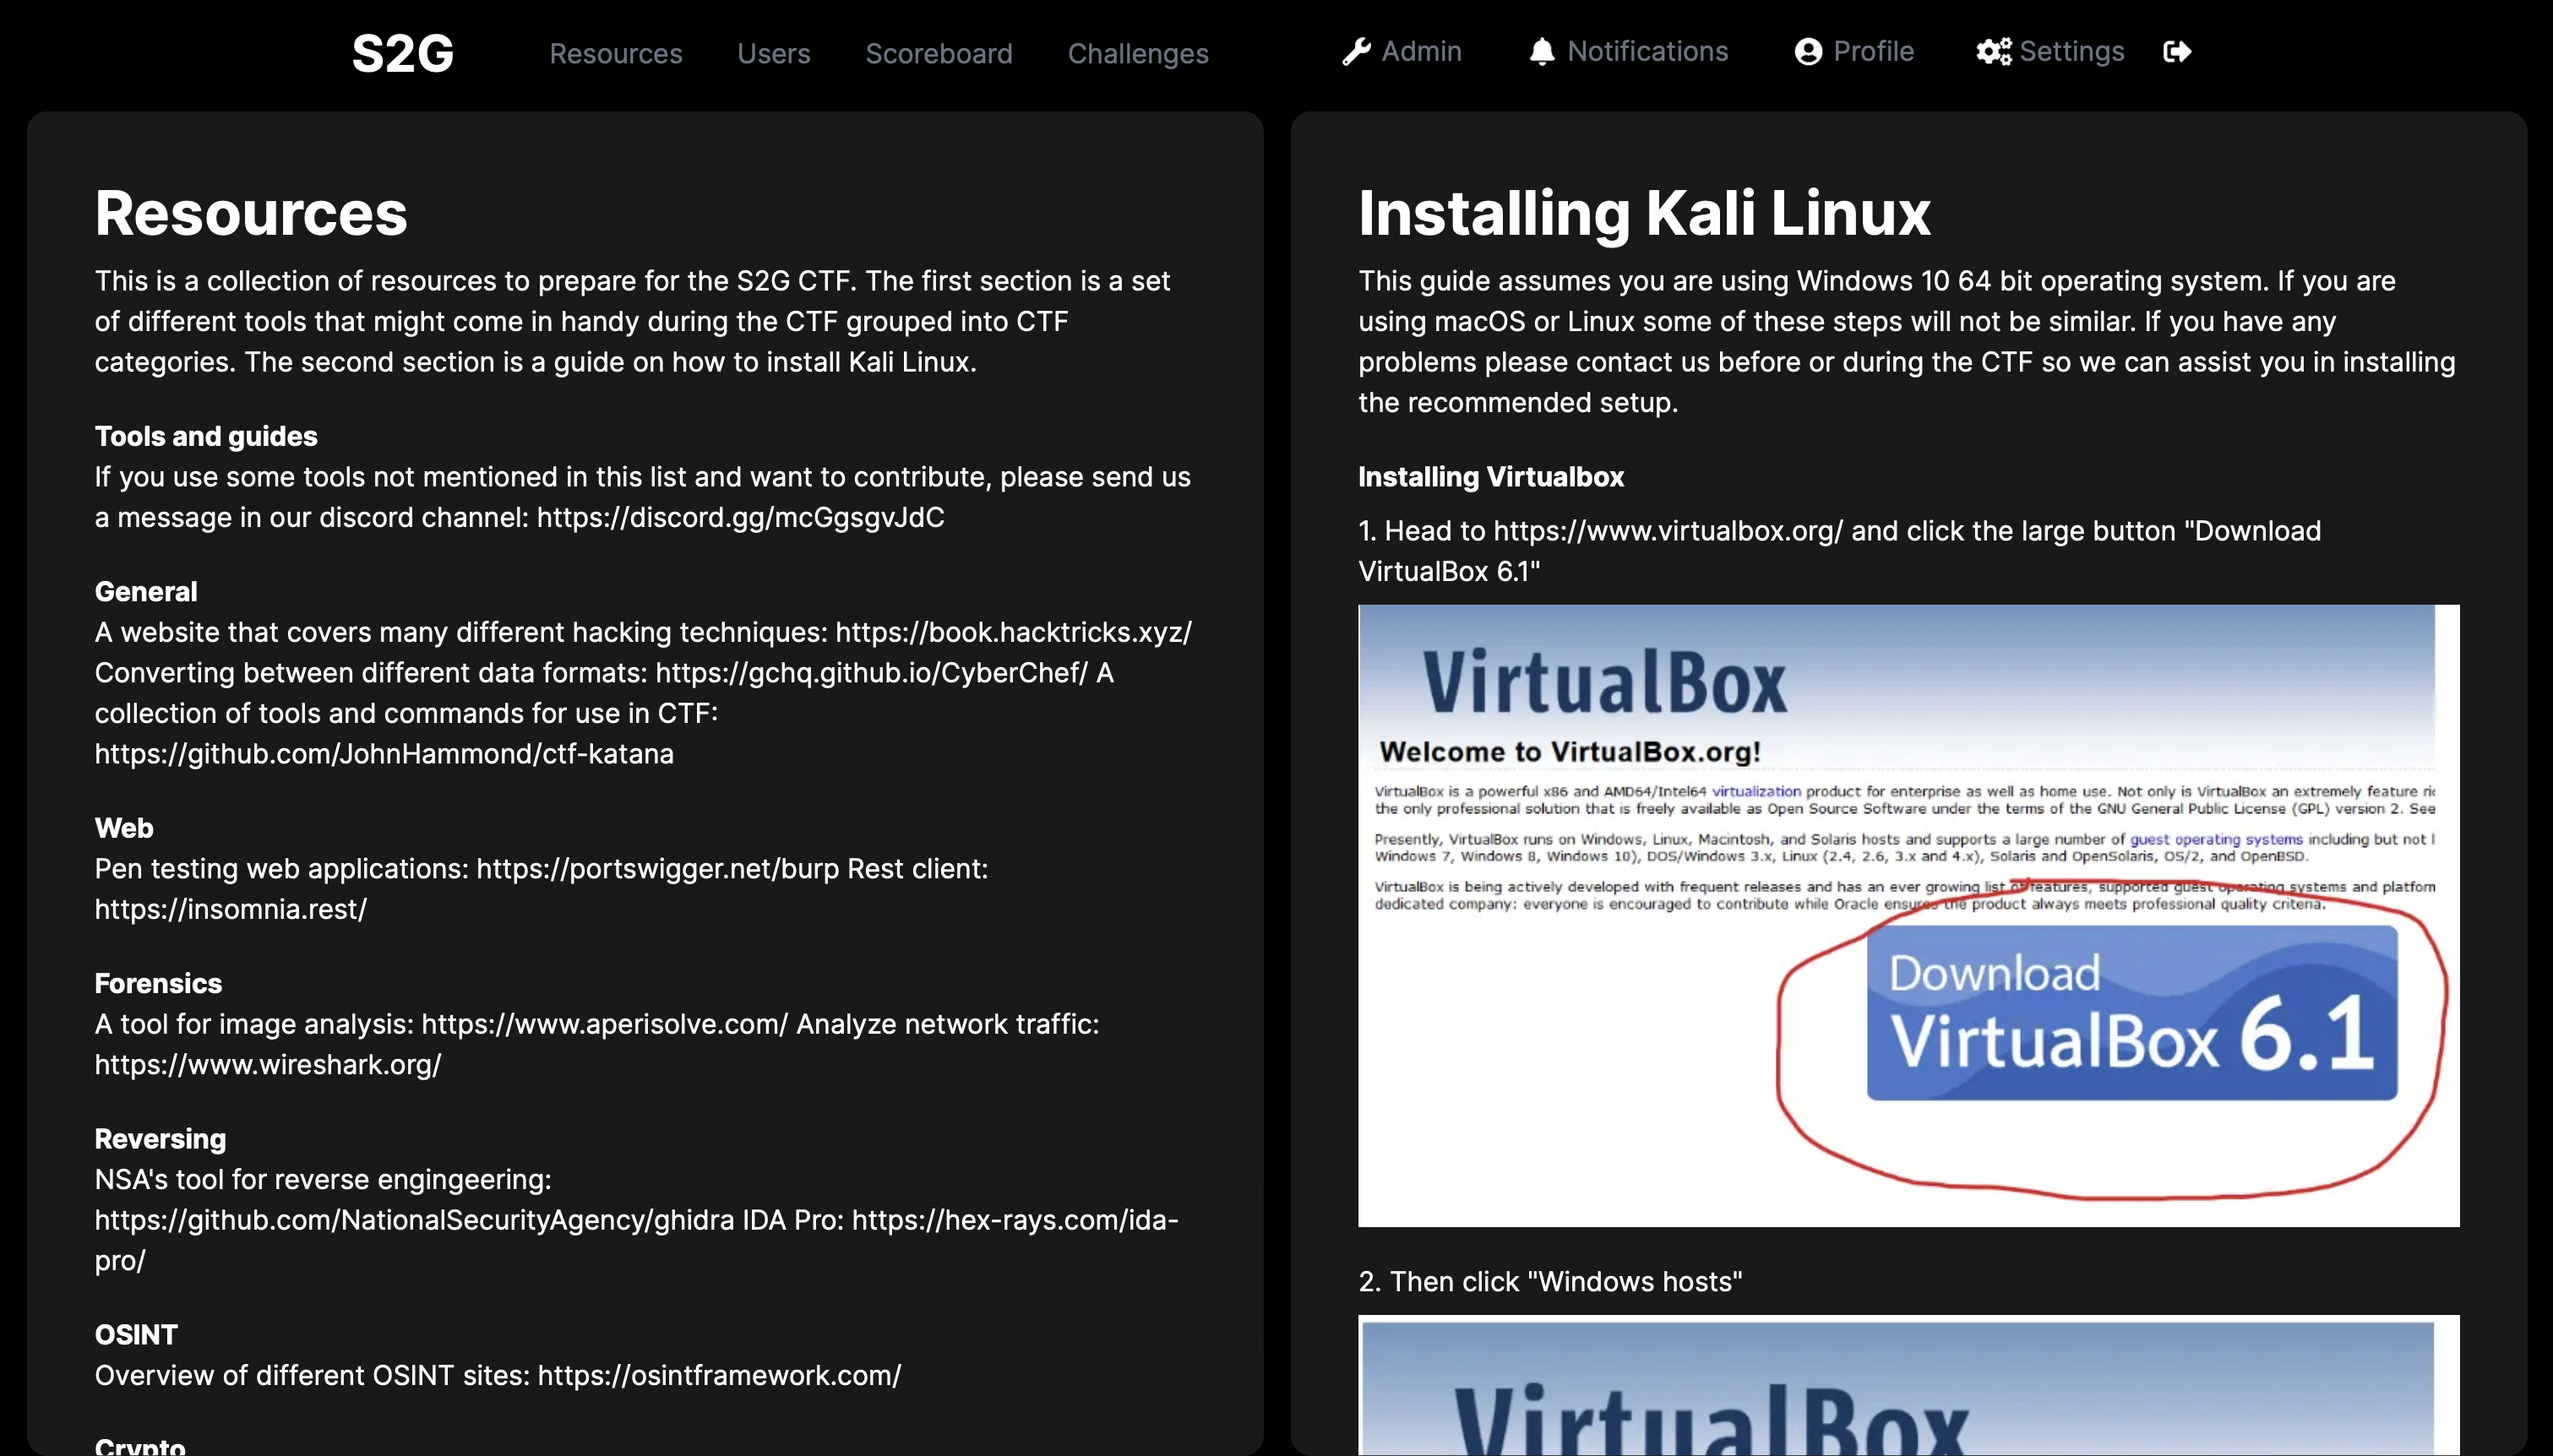 S2G
Resources
Users
Scoreboard
Challenges
Admin
Notifications
Profile
Settings
Resources
This is a collection of resources to prepare for the S2G CTF. The first section is a set
of different tools that might come in handy during the CTF grouped into CTF
categories. The second section is a guide on how to install Kali Linux.
Tools and guides
If you use some tools not mentioned in this list and want to contribute, please send us
a message in our discord channel: https://discord.gg/mcGgsgvJdC
General
A website that covers many different hacking techniques: https://book.hacktricks.xyz/
Converting between different data formats: https://gchq.github.io/CyberChef/ A
collection of tools and commands for use in CTF:
https://github.com/JohnHammond/ctf-katana
Web
Pen testing web applications: https://portswigger.net/burp Rest client:
https://insomnia.rest/
Forensics
A tool for image analysis: https://www.aperisolve.com/ Analyze network traffic:
https://www.wireshark.org/
Reversing
NSA's tool for reverse engingeering:
https://github.com/NationalSecurityAgency/ghidra IDA Pro: https://hex-rays.com/ida-
pro/
OSINT
Overview of different OSINT sites: https://osintframework.com/
Crypto
Installing Kali Linux
This guide assumes you are using Windows 10 64 bit operating system. If you are
using macOS or Linux some of these steps will not be similar. If you have any
problems please contact us before or during the CTF so we can assist you in installing
the recommended setup.
Installing Virtualbox
1. Head to https://www.virtualbox.org/ and click the large button "Download
VirtualBox 6.1"
VirtualBox
Welcome to VirtualBox.org!
VirtualBox is a powerful x86 and AMD64/Intel64 virtualization product for enterprise as well as home use. Not only is VirtualBox an extremely feature
the only professional solution that is freely available as Open Source Software under the terms of the GNU General Public License (GPL) version 2. See
Presently, VirtualBox runs on Windows, Linux, Macintosh, and Solaris hosts and supports a large number of guest operating systems including but not
Windows 7, Windows 8, Windows 10), DOS/Windows 3.x, Linux (2.4, 2.6, 3.x and 4.x), Solaris and OpenSolaris, OS/2, and OpenBSD.
VirtualBox is being actively developed with frequent releases and has an ever growing list of features, supported guest operating systems and platfor
dedicated company: everyone is encouraged to contribute while Oracle ensures the product always meets professional quality criteria.
Download
VirtualBox 6.1
2. Then click "Windows hosts"
VirtualBox